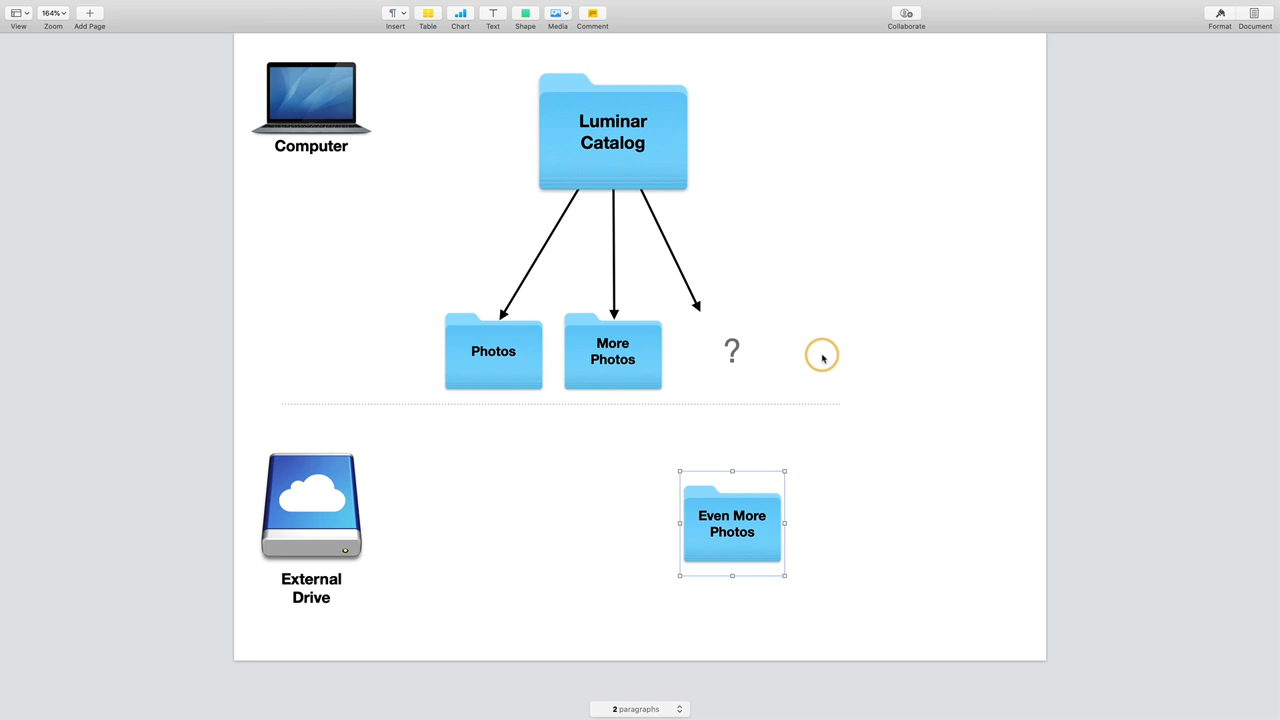 164%
View
Zoom
Add Page
Insert
Table
Chart
Text
Shape
Media
Comment
Collaborate
Format
Document
Computer
Luminar
Catalog
Photos
More
Photos
?
External
Drive
Even More
Photos
2 paragraphs